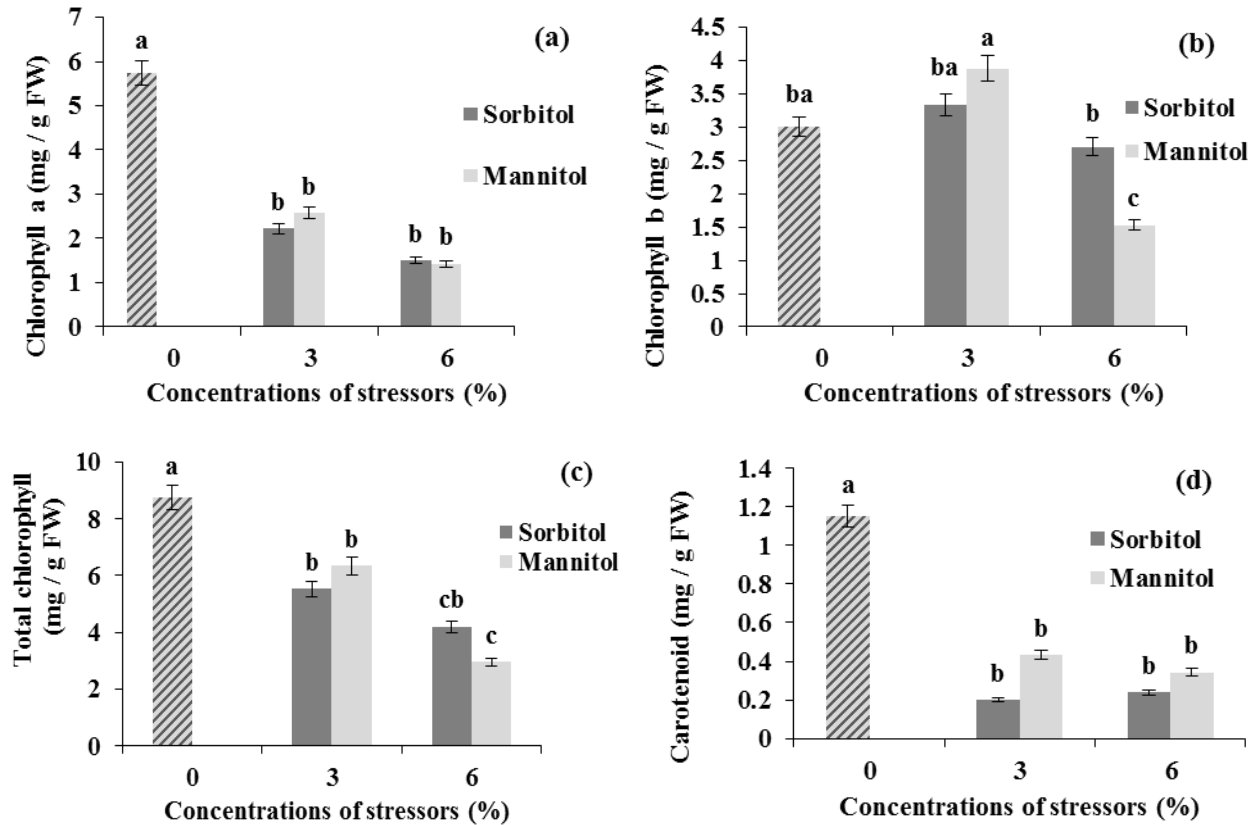 (a)
Chlorophyll a (mg / g FW)
7
6
5
4
3
2
1
0
a
b
b
b
b
Sorbitol
Mannitol
0
3
6
Concentrations of stressors (%)
(b)
Chlorophyll b (mg / g FW)
4.5
4
3.5
3
2.5
2
1.5
1
0.5
0
ba
ba
a
b
c
Sorbitol
Mannitol
0
3
6
Concentrations of stressors (%)
(c)
Total chlorophyll
(mg / g FW)
10
8
6
4
2
0
a
b
b
cb
c
Sorbitol
Mannitol
0
3
6
Concentrations of stressors (%)
(d)
Carotenoid (mg / g FW)
1.4
1.2
1
0.8
0.6
0.4
0.2
0
a
b
b
b
b
Sorbitol
Mannitol
0
3
6
Concentrations of stressors (%)